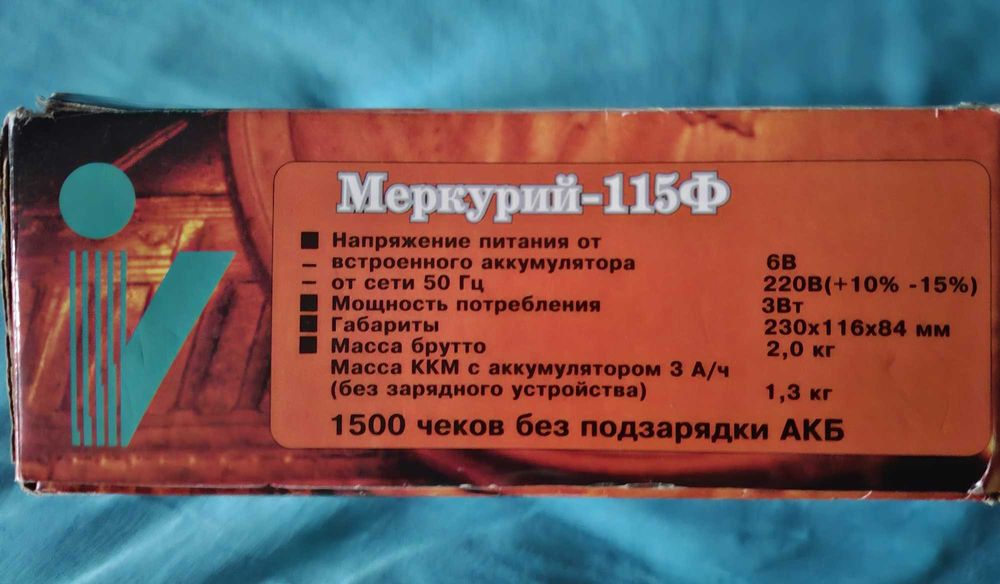 Меркурий-115Ф
■ Напряжение питания от
– встроенного аккумулятора 6В
– от сети 50 Гц 220В(+10% -15%)
■ Мощность потребления 3Вт
■ Габариты 230х116х84 мм
■ Масса брутто 2,0 кг
Масса ККМ с аккумулятором 3 А/ч
(без зарядного устройства) 1,3 кг
1500 чеков без подзарядки АКБ